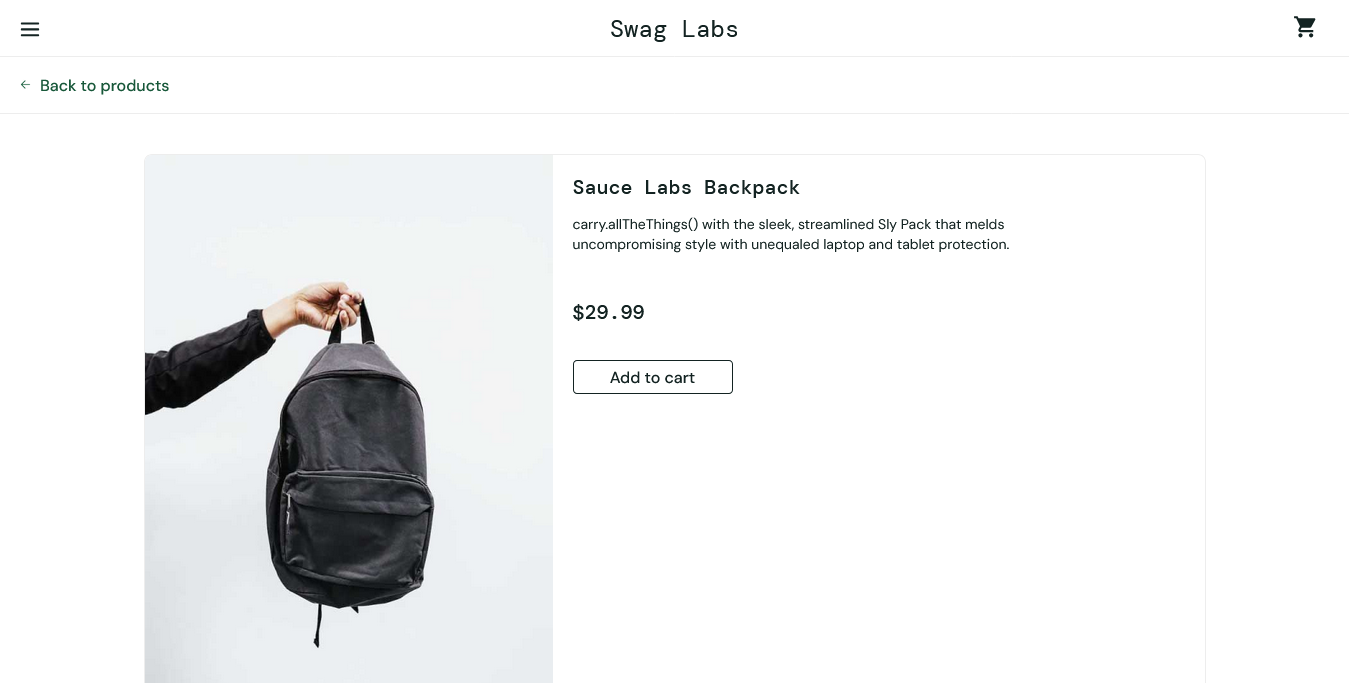 Swag Labs
Back to products
Sauce Labs Backpack
carry.allTheThings() with the sleek, streamlined Sly Pack that melds
uncompromising style with unequaled laptop and tablet protection.
$29.99
Add to cart